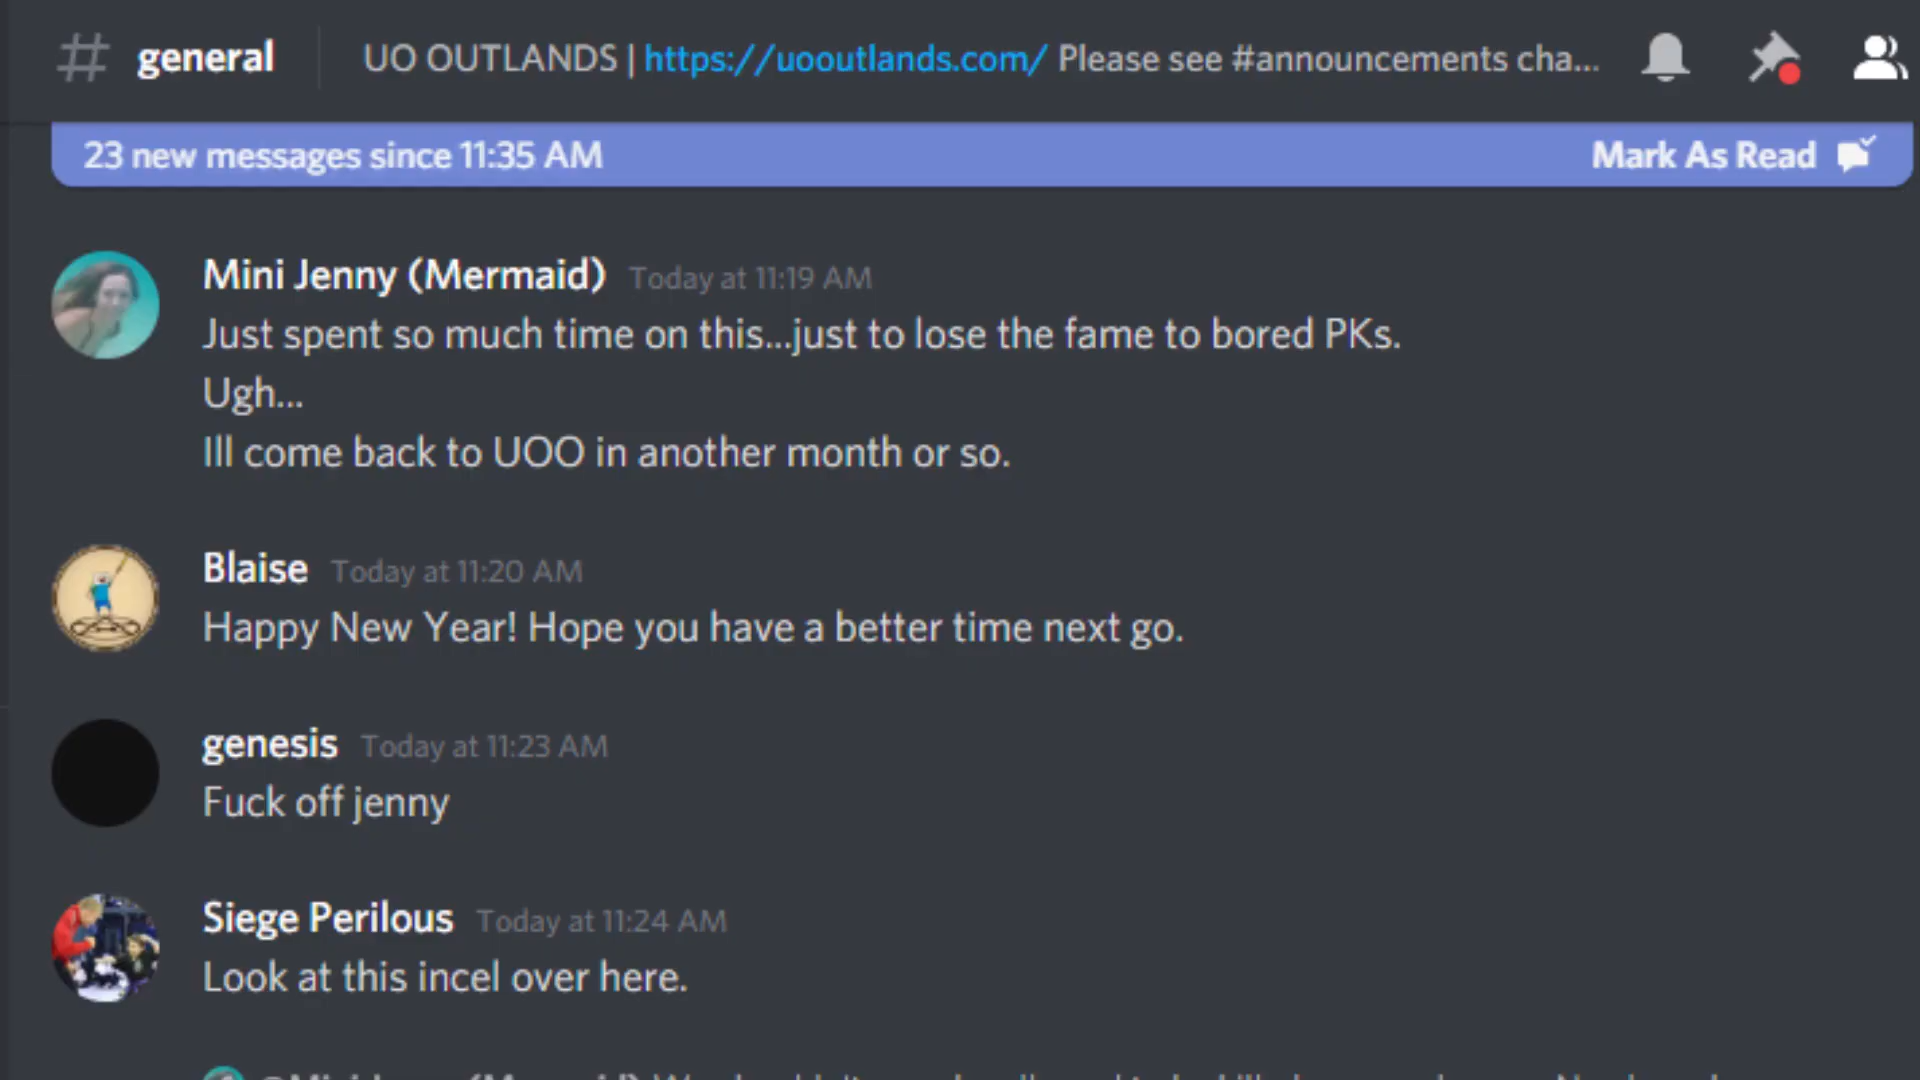 general
UO OUTLANDS | https://uooutlands.com/ Please see #announcements cha...
23 new messages since 11:35 AM
Mark As Read
Mini Jenny (Mermaid) Today at 11:19 AM
Just spent so much time on this...just to lose the fame to bored PKs.
Ugh...
Ill come back to UOO in another month or so.
Blaise Today at 11:20 AM
Happy New Year! Hope you have a better time next go.
genesis Today at 11:23 AM
Fuck off jenny
Siege Perilous Today at 11:24 AM
Look at this incel over here.